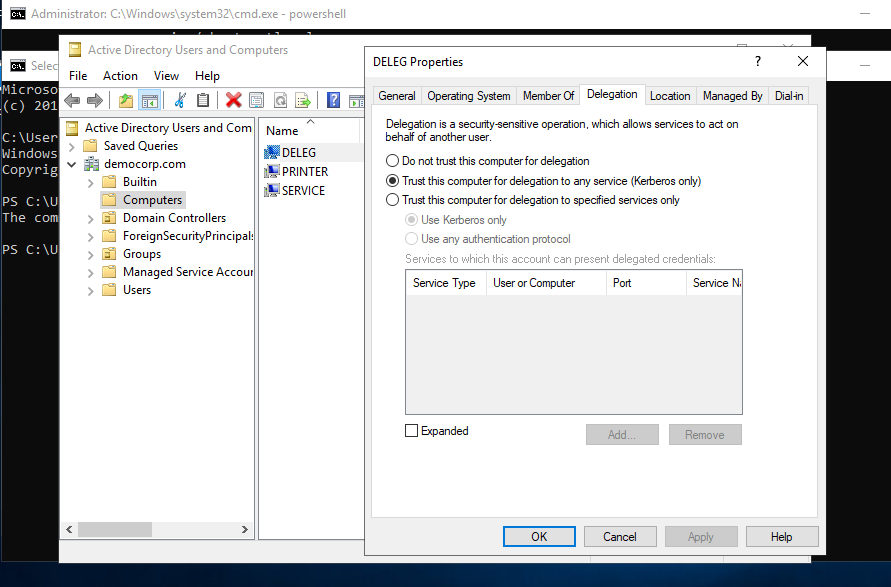 Administrator: C:\Windows\system32\cmd.exe - powershell
Active Directory Users and Computers
File Action View Help
Selec
Microso
(c) 201
C:\User
Windows
Copyrig
PS C:\U
The com
PS C:\U
Active Directory Users and Com
Saved Queries
democorp.com
Builtin
Computers
Domain Controllers
ForeignSecurityPrincipals
Groups
Managed Service Accour
Users
Name
DELEG
PRINTER
SERVICE
DELEG Properties
General Operating System Member Of Delegation Location Managed By Dial-in
Delegation is a security-sensitive operation, which allows services to act on
behalf of another user.
Do not trust this computer for delegation
Trust this computer for delegation to any service (Kerberos only)
Trust this computer for delegation to specified services only
Use Kerberos only
Use any authentication protocol
Services to which this account can present delegated credentials:
Service Type User or Computer Port Service Na
Expanded
Add... Remove
OK Cancel Apply Help